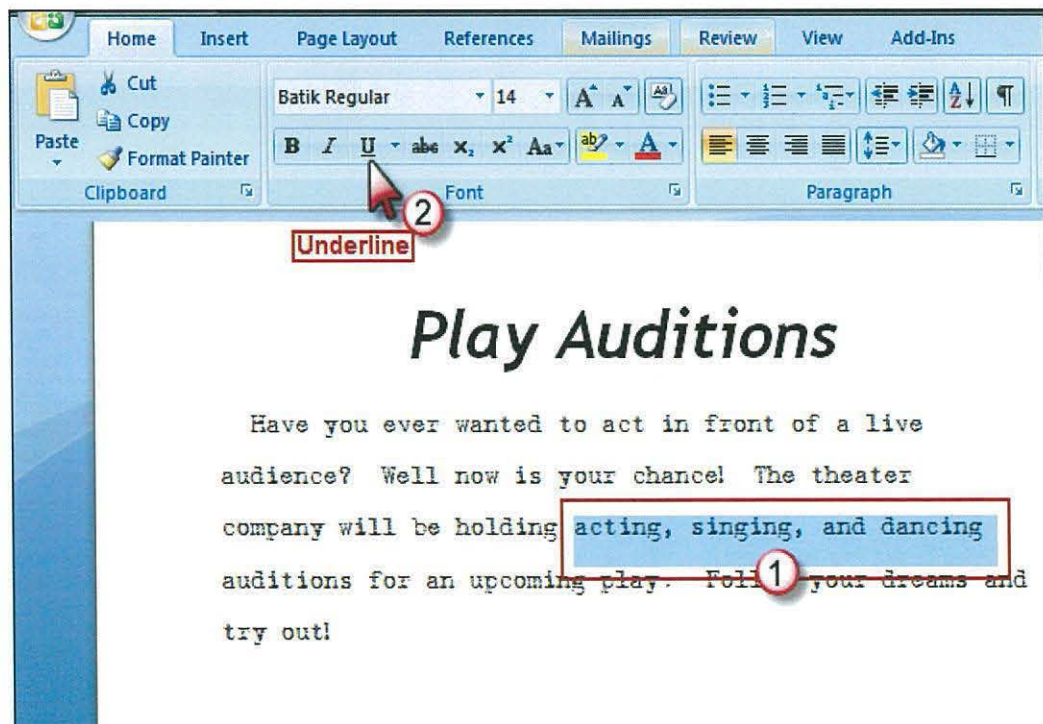 Home Insert Page Layout References Mailings Review View Add-Ins
Cut
Copy
Paste
Format Painter
Clipboard
Batik Regular 14 A A Aa
B I U abc x₂ x² Aa ab A
Font
A Z ¶
Paragraph
2
Underline
Play Auditions
Have you ever wanted to act in front of a live
audience? Well now is your chance! The theater
company will be holding acting, singing, and dancing
auditions for an upcoming play. Follow your dreams and
try out!
1